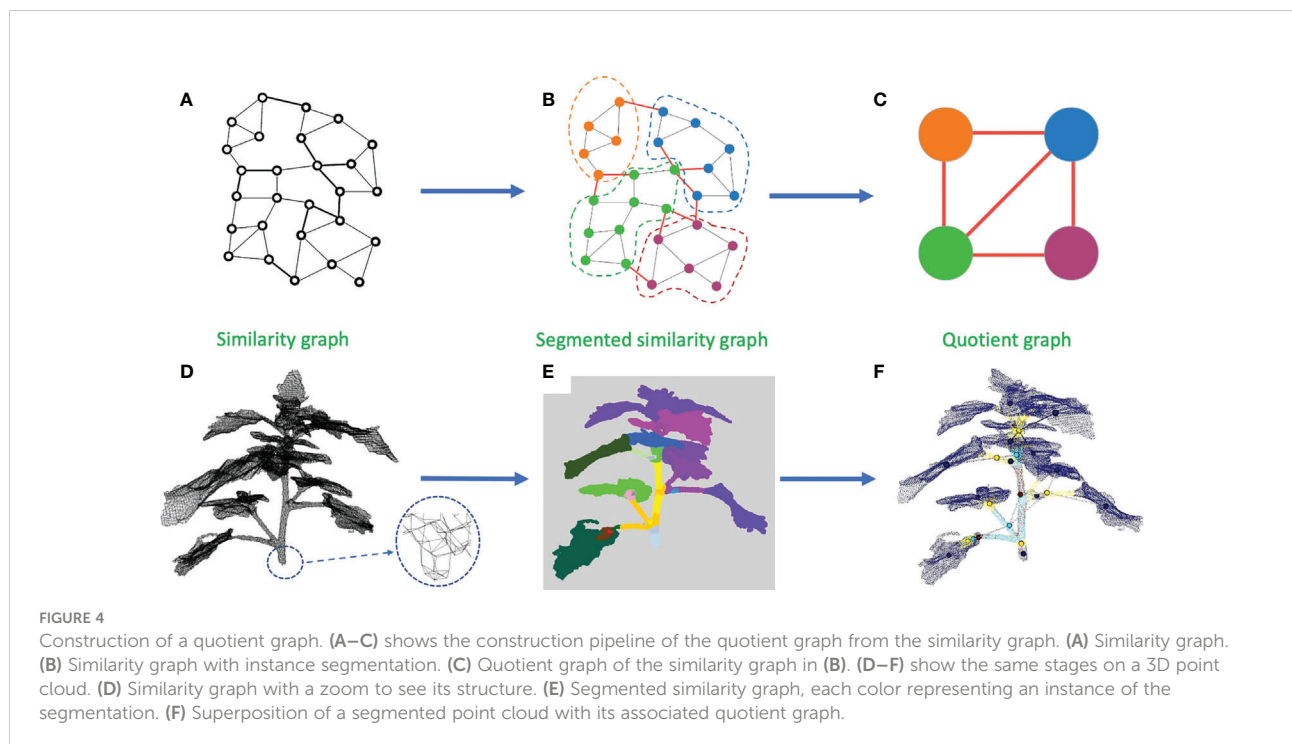 A
B
C
Similarity graph
Segmented similarity graph
Quotient graph
D
E
F
FIGURE 4
Construction of a quotient graph. (A–C) shows the construction pipeline of the quotient graph from the similarity graph. (A) Similarity graph.
(B) Similarity graph with instance segmentation. (C) Quotient graph of the similarity graph in (B). (D–F) show the same stages on a 3D point
cloud. (D) Similarity graph with a zoom to see its structure. (E) Segmented similarity graph, each color representing an instance of the
segmentation. (F) Superposition of a segmented point cloud with its associated quotient graph.